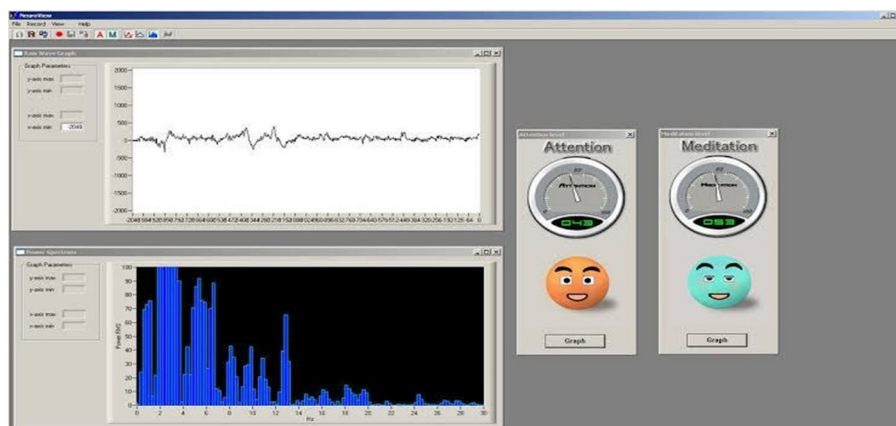 NeuroView
File Record View Help
Raw Wave Graph
Graph Parameters
y-axis max
y-axis min
x-axis max
x-axis min -2048
2000
1500
1000
500
0
-500
-1000
-1500
-2000
Power Spectrum
Graph Parameters
y-axis max
y-axis min
x-axis max
x-axis min
Power RMS
100
90
80
70
60
50
40
30
20
10
0
0 2 4 6 8 10 12 14 16 18 20 22 24 26 28 30
Hz
Attention Level
Attention
ATTENTION
043
Graph
Meditation Level
Meditation
MEDITATION
053
Graph